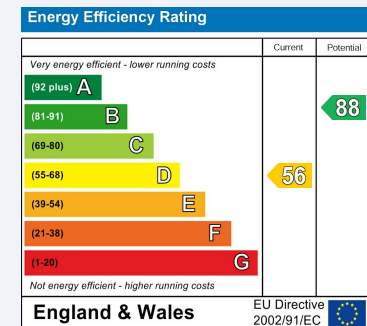 Energy Efficiency Rating
Current Potential
Very energy efficient - lower running costs
(92 plus) A
(81-91) B
88
(69-80) C
(55-68) D
56
(39-54) E
(21-38) F
(1-20) G
Not energy efficient - higher running costs
England & Wales
EU Directive
2002/91/EC